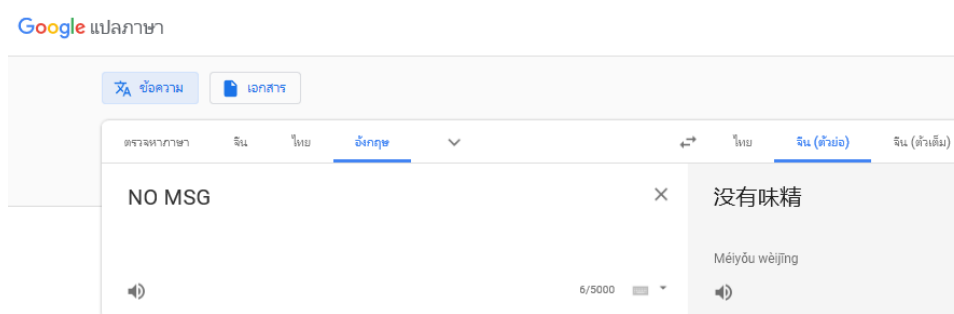 Google แปลภาษา
ข้อความ เอกสาร
ตรวจหาภาษา จีน ไทย อังกฤษ ไทย จีน (ตัวย่อ) จีน (ตัวเต็ม)
NO MSG 没有味精
Méiyǒu wèijīng
6/5000